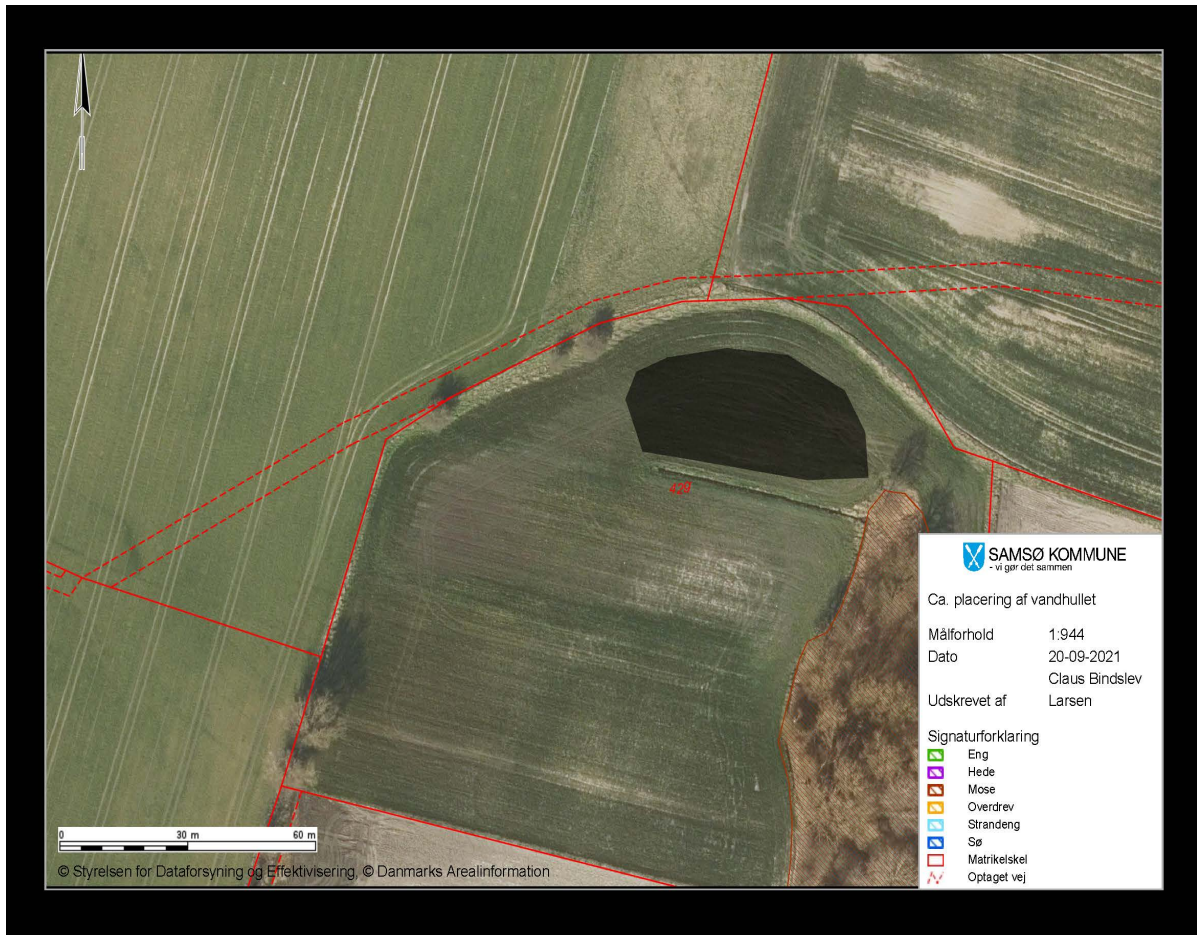 42g
SAMSØ KOMMUNE
- vi gør det sammen
Ca. placering af vandhullet
Målforhold 1:944
Dato 20-09-2021
Claus Bindslev
Udskrevet af Larsen
Signaturforklaring
Eng
Hede
Mose
Overdrev
Strandeng
Sø
Matrikelskel
Optaget vej
0 30 m 60 m
© Styrelsen for Dataforsyning og Effektivisering, © Danmarks Arealinformation